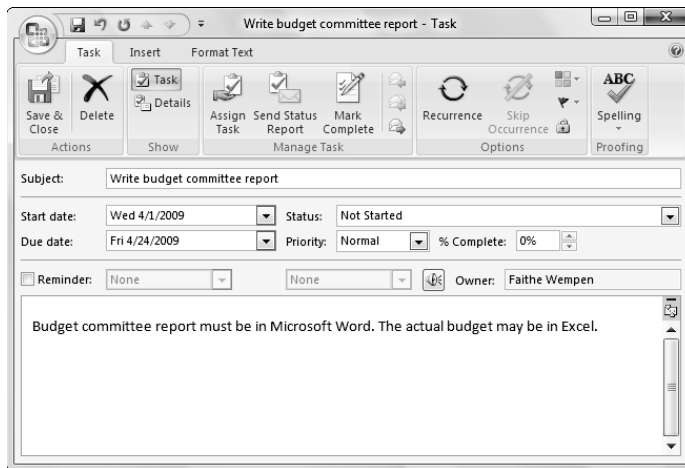 Write budget committee report - Task
Task Insert Format Text
Task
Details
Save & Close
Delete
Assign Task
Send Status Report
Mark Complete
Recurrence
Skip Occurrence
ABC
Spelling
Actions Show Manage Task Options Proofing
Subject: Write budget committee report
Start date: Wed 4/1/2009 Status: Not Started
Due date: Fri 4/24/2009 Priority: Normal % Complete: 0%
Reminder: None None Owner: Faithe Wempen
Budget committee report must be in Microsoft Word. The actual budget may be in Excel.